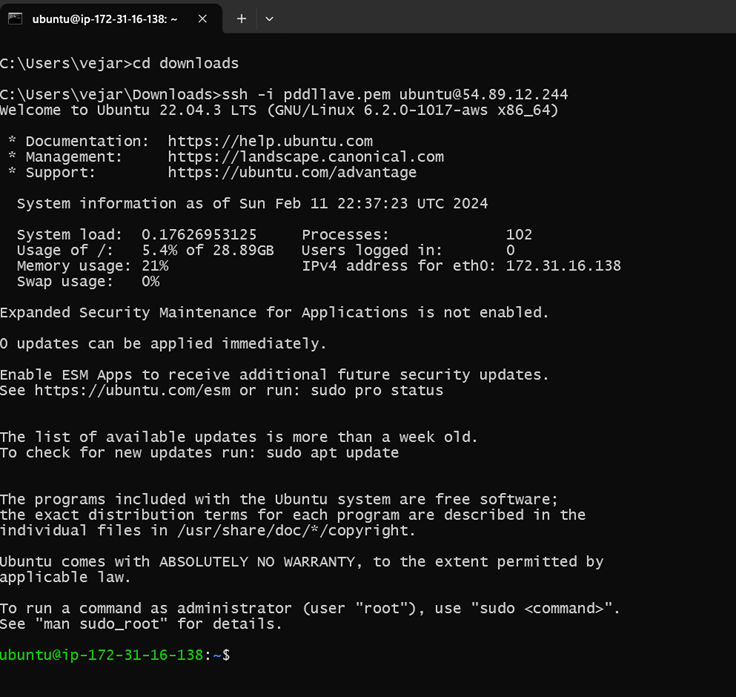 ubuntu@ip-172-31-16-138: ~
C:\Users\vejar>cd downloads
C:\Users\vejar\Downloads>ssh -i pddllave.pem ubuntu@54.89.12.244
Welcome to Ubuntu 22.04.3 LTS (GNU/Linux 6.2.0-1017-aws x86_64)
* Documentation:  https://help.ubuntu.com
* Management:     https://landscape.canonical.com
* Support:        https://ubuntu.com/advantage
System information as of Sun Feb 11 22:37:23 UTC 2024
System load:  0.17626953125     Processes:             102
Usage of /:   5.4% of 28.89GB   Users logged in:       0
Memory usage: 21%               IPv4 address for eth0: 172.31.16.138
Swap usage:   0%
Expanded Security Maintenance for Applications is not enabled.
0 updates can be applied immediately.
Enable ESM Apps to receive additional future security updates.
See https://ubuntu.com/esm or run: sudo pro status
The list of available updates is more than a week old.
To check for new updates run: sudo apt update
The programs included with the Ubuntu system are free software;
the exact distribution terms for each program are described in the
individual files in /usr/share/doc/*/copyright.
Ubuntu comes with ABSOLUTELY NO WARRANTY, to the extent permitted by
applicable law.
To run a command as administrator (user "root"), use "sudo <command>".
See "man sudo_root" for details.
ubuntu@ip-172-31-16-138:~$